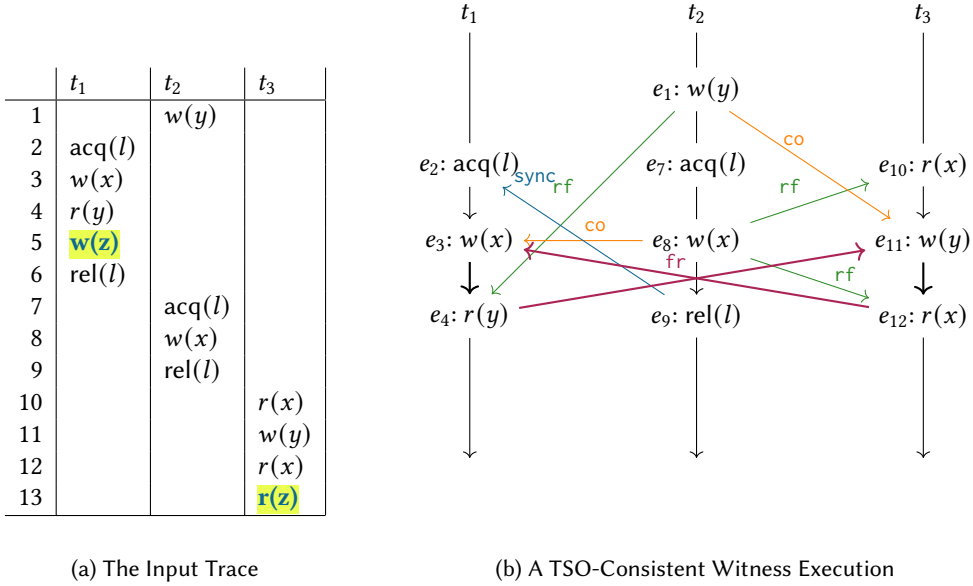 t₁ t₂ t₃
1 w(y)
2 acq(l)
3 w(x)
4 r(y)
5 w(z)
6 rel(l)
7 acq(l)
8 w(x)
9 rel(l)
10 r(x)
11 w(y)
12 r(x)
13 r(z)
(a) The Input Trace
t₁ t₂ t₃
e₁: w(y)
co
e₂: acq(l) e₇: acq(l) e₁₀: r(x)
sync rf rf
e₃: w(x) co e₈: w(x) e₁₁: w(y)
fr rf
e₄: r(y) e₉: rel(l) e₁₂: r(x)
(b) A TSO-Consistent Witness Execution